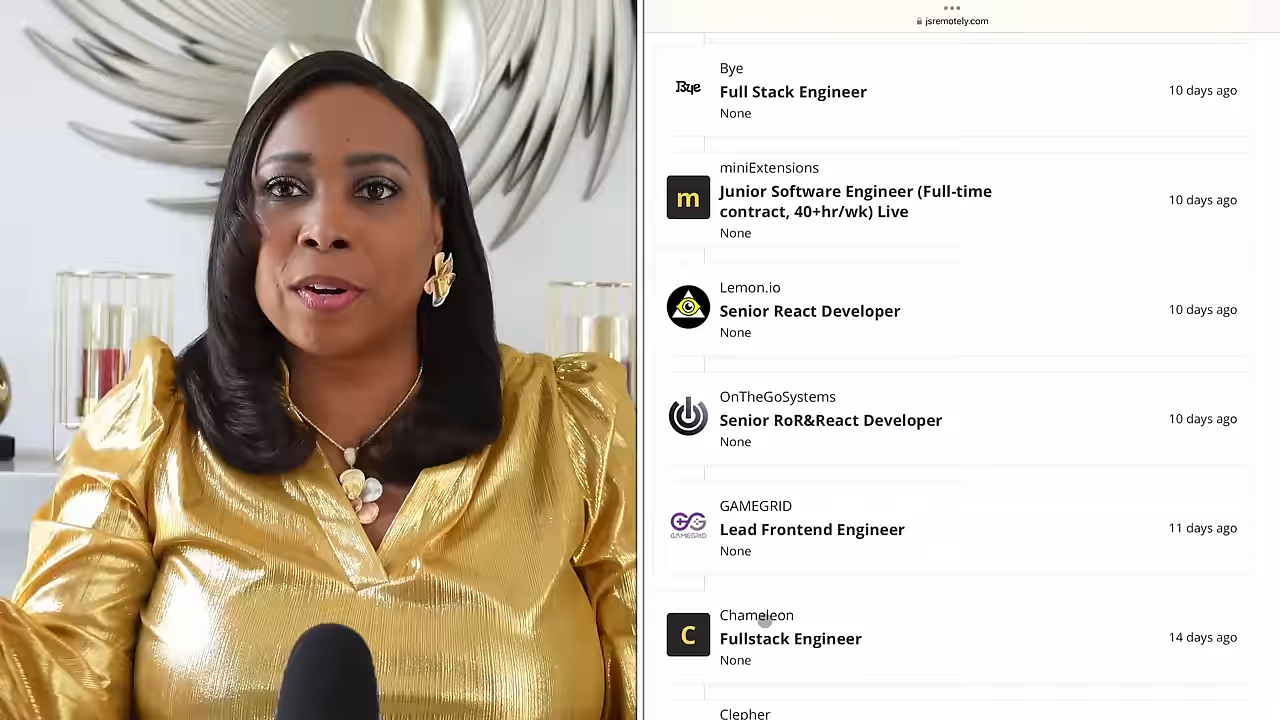 jsremotely.com
Bye
Bye
Full Stack Engineer
10 days ago
None
miniExtensions
m
Junior Software Engineer (Full-time
contract, 40+hr/wk) Live
10 days ago
None
Lemon.io
Senior React Developer
10 days ago
None
OnTheGoSystems
Senior RoR&React Developer
10 days ago
None
GAMEGRID
GAMEGRID
Lead Frontend Engineer
11 days ago
None
Chameleon
C
Fullstack Engineer
14 days ago
None
Clepher